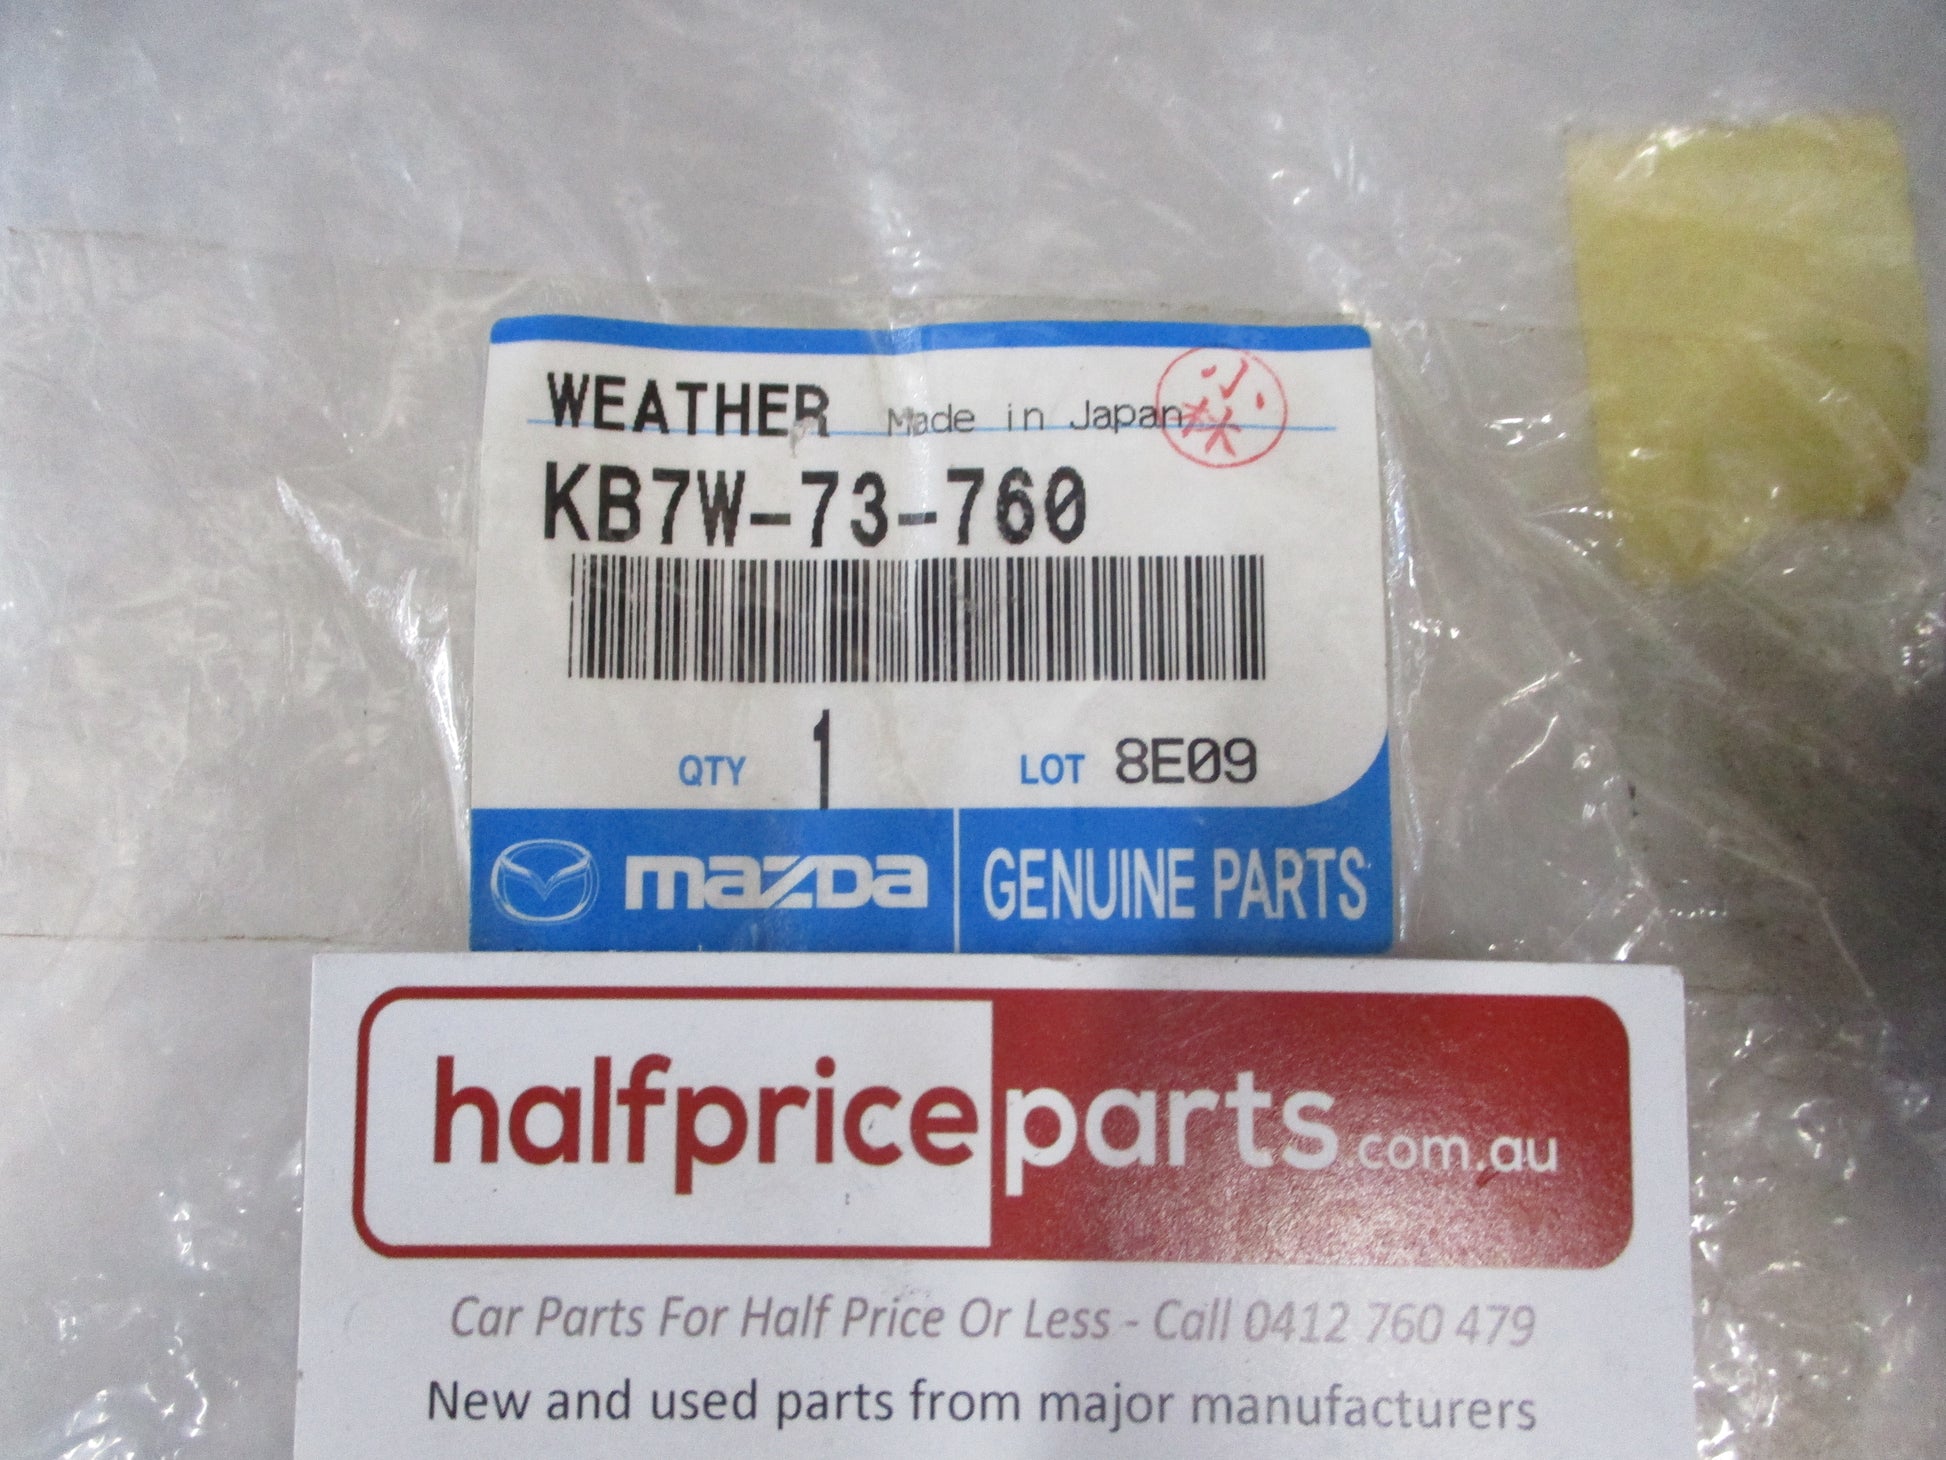 WEATHER Made in Japan
KB7W-73-760
QTY 1 LOT 8E09
mazda GENUINE PARTS
halfpriceparts.com.au
Car Parts For Half Price Or Less - Call 0412 760 479
New and used parts from major manufacturers